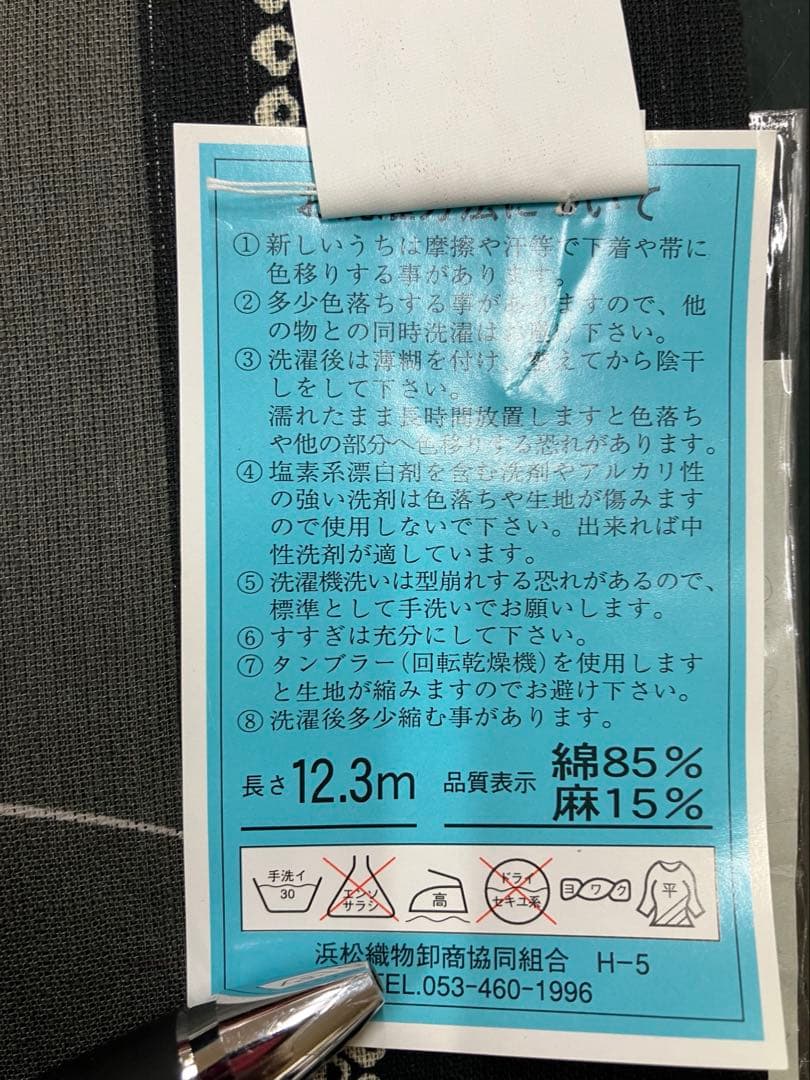 いて
① 新しいうちは摩擦や汗等で下着や帯に
色移りする事があります。
② 多少色落ちする事がありますので、他
の物との同時洗濯はお避け下さい。
③ 洗濯後は薄糊を付け、整えてから陰干
しをして下さい。
濡れたまま長時間放置しますと色落ち
や他の部分へ色移りする恐れがあります。
④ 塩素系漂白剤を含む洗剤やアルカリ性
の強い洗剤は色落ちや生地が傷みます
ので使用しないで下さい。出来れば中
性洗剤が適しています。
⑤ 洗濯機洗いは型崩れする恐れがあるので、
標準として手洗いでお願いします。
⑥ すすぎは充分にして下さい。
⑦ タンブラー(回転乾燥機)を使用します
と生地が縮みますのでお避け下さい。
⑧ 洗濯後多少縮む事があります。
長さ 12.3m 品質表示 綿85%
麻15%
手洗イ
30
エンソ
サラシ
高
ドライ
セキユ系
ヨワク
平
浜松織物卸商協同組合 H-5
TEL.053-460-1996